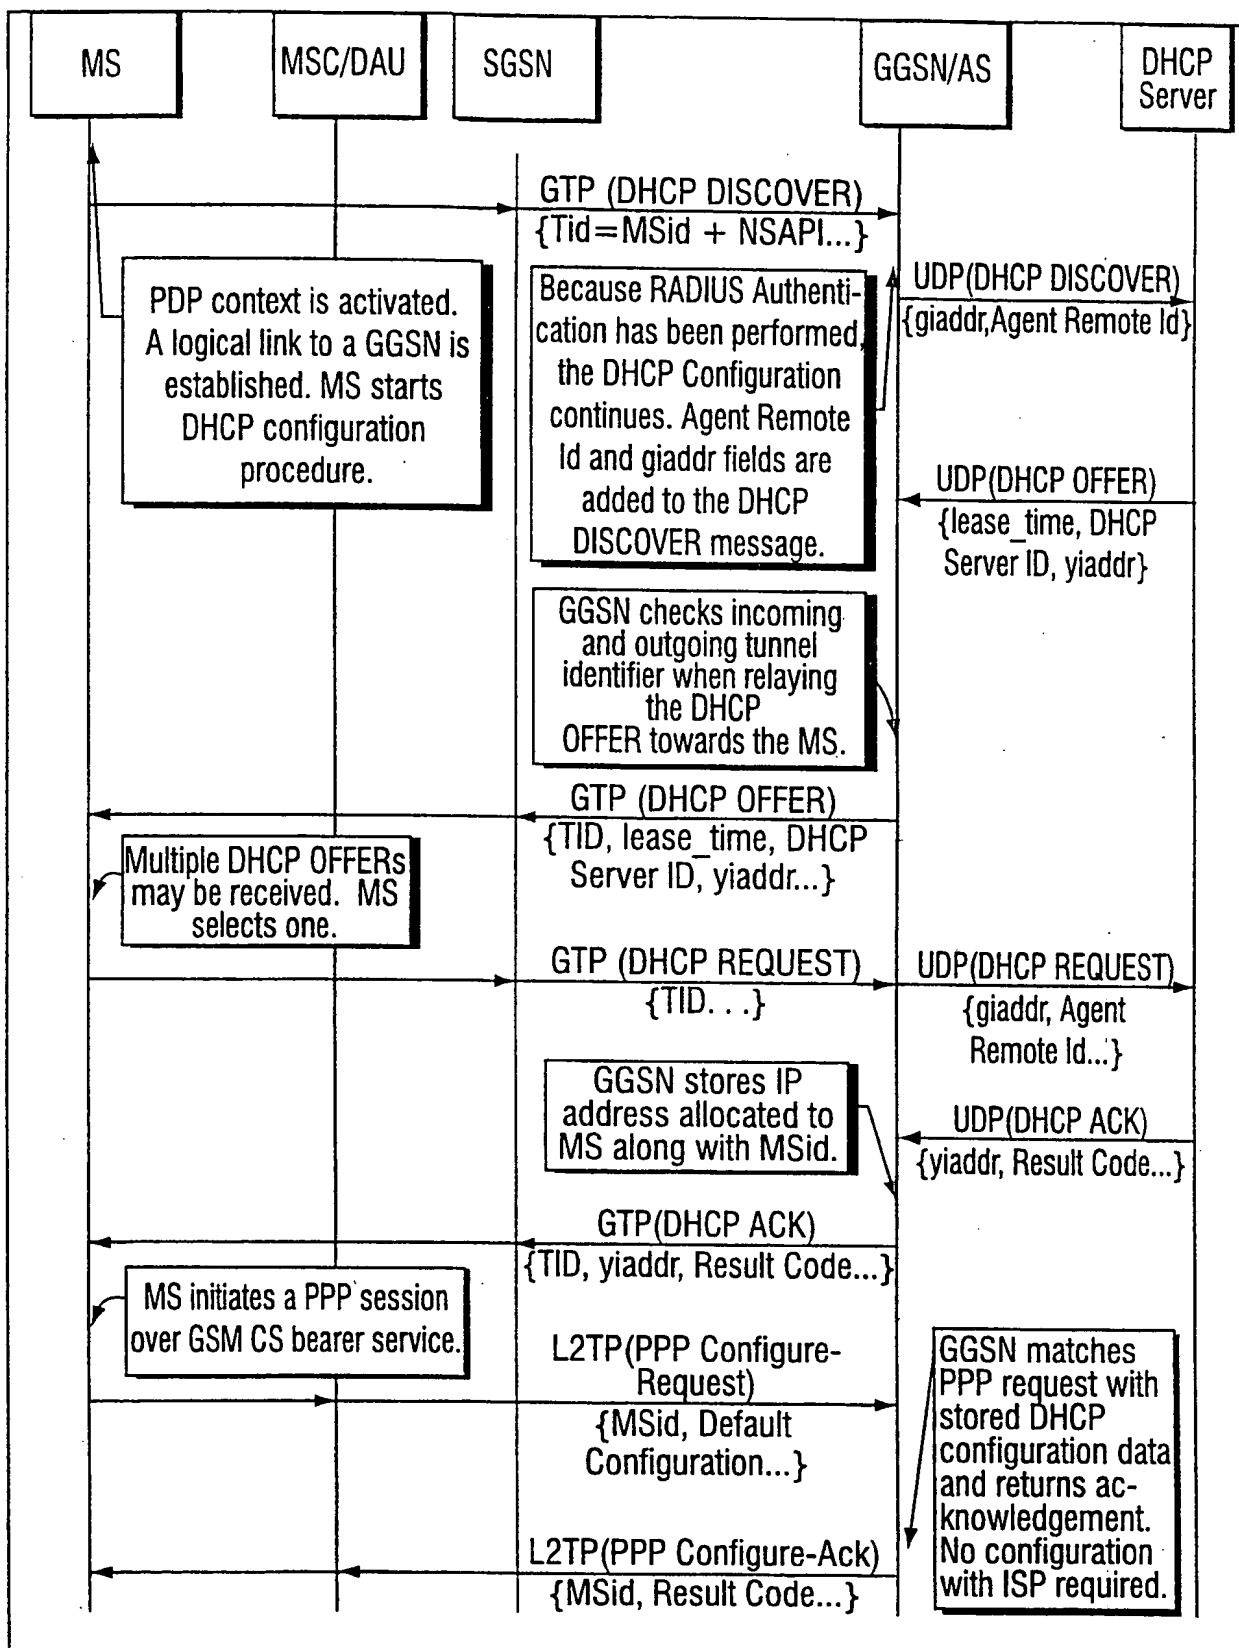 MS
MSC/DAU
SGSN
GGSN/AS
DHCP
Server
GTP (DHCP DISCOVER)
{Tid=MSid + NSAPI...}
PDP context is activated.
A logical link to a GGSN is
established. MS starts
DHCP configuration
procedure.
Because RADIUS Authenti-
cation has been performed,
the DHCP Configuration
continues. Agent Remote
Id and giaddr fields are
added to the DHCP
DISCOVER message.
UDP(DHCP DISCOVER)
{giaddr,Agent Remote Id}
UDP(DHCP OFFER)
{lease_time, DHCP
Server ID, yiaddr}
GGSN checks incoming
and outgoing tunnel
identifier when relaying
the DHCP
OFFER towards the MS.
GTP (DHCP OFFER)
{TID, lease_time, DHCP
Server ID, yiaddr...}
Multiple DHCP OFFERs
may be received. MS
selects one.
GTP (DHCP REQUEST)
{TID...}
UDP(DHCP REQUEST)
{giaddr, Agent
Remote Id...}
GGSN stores IP
address allocated to
MS along with MSid.
UDP(DHCP ACK)
{yiaddr, Result Code...}
GTP(DHCP ACK)
{TID, yiaddr, Result Code...}
MS initiates a PPP session
over GSM CS bearer service.
L2TP(PPP Configure-
Request)
{MSid, Default
Configuration...}
GGSN matches
PPP request with
stored DHCP
configuration data
and returns ac-
knowledgement.
No configuration
with ISP required.
L2TP(PPP Configure-Ack)
{MSid, Result Code...}